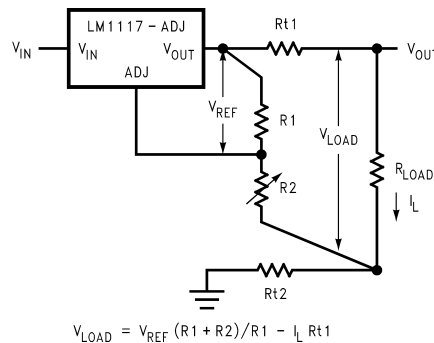 LM1117-ADJ
Rt1
V_IN
V_IN
V_OUT
V_OUT
ADJ
V_REF
R1
V_LOAD
R_LOAD
R2
I_L
Rt2
V_LOAD = V_REF (R1 + R2)/R1 - I_L Rt1